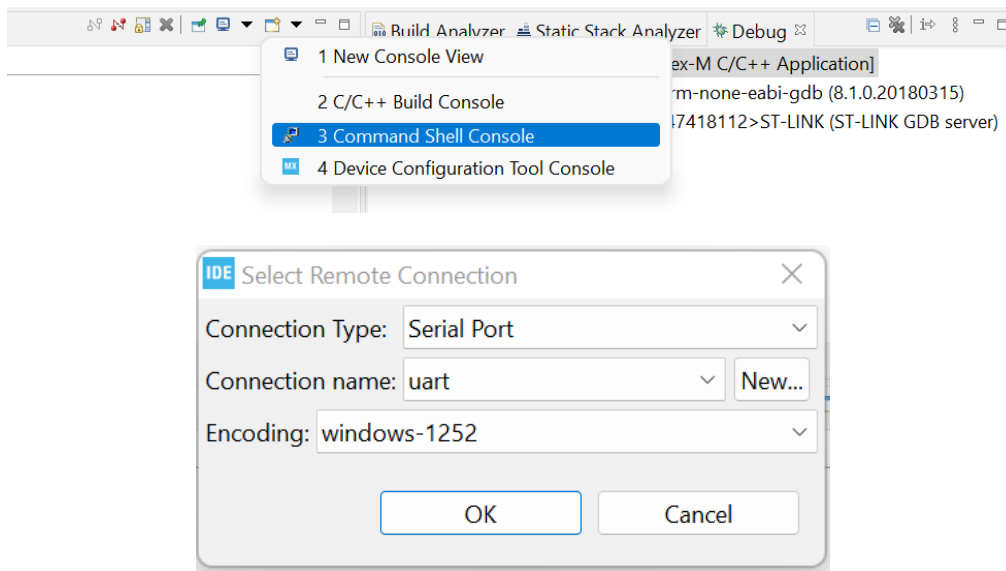 Build Analyzer Static Stack Analyzer Debug
1 New Console View
ex-M C/C++ Application]
2 C/C++ Build Console
rm-none-eabi-gdb (8.1.0.20180315)
3 Command Shell Console
47418112>ST-LINK (ST-LINK GDB server)
MX 4 Device Configuration Tool Console
IDE Select Remote Connection
Connection Type: Serial Port
Connection name: uart New...
Encoding: windows-1252
OK Cancel